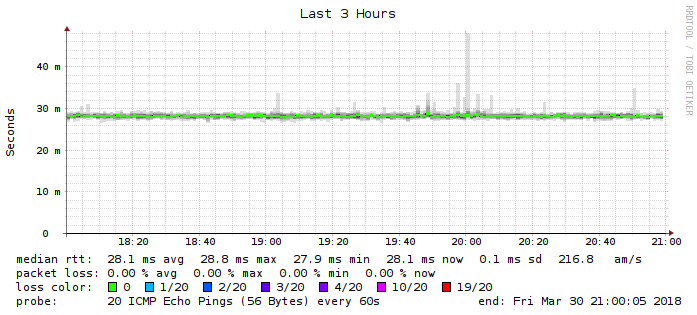 Last 3 Hours
RRDTOOL / TOBI OETIKER
Seconds
40 m
30 m
20 m
10 m
0
18:20 18:40 19:00 19:20 19:40 20:00 20:20 20:40 21:00
median rtt: 28.1 ms avg 28.8 ms max 27.9 ms min 28.1 ms now 0.1 ms sd 216.8 am/s
packet loss: 0.00 % avg 0.00 % max 0.00 % min 0.00 % now
loss color: 0 1/20 2/20 3/20 4/20 10/20 19/20
probe: 20 ICMP Echo Pings (56 Bytes) every 60s end: Fri Mar 30 21:00:05 2018